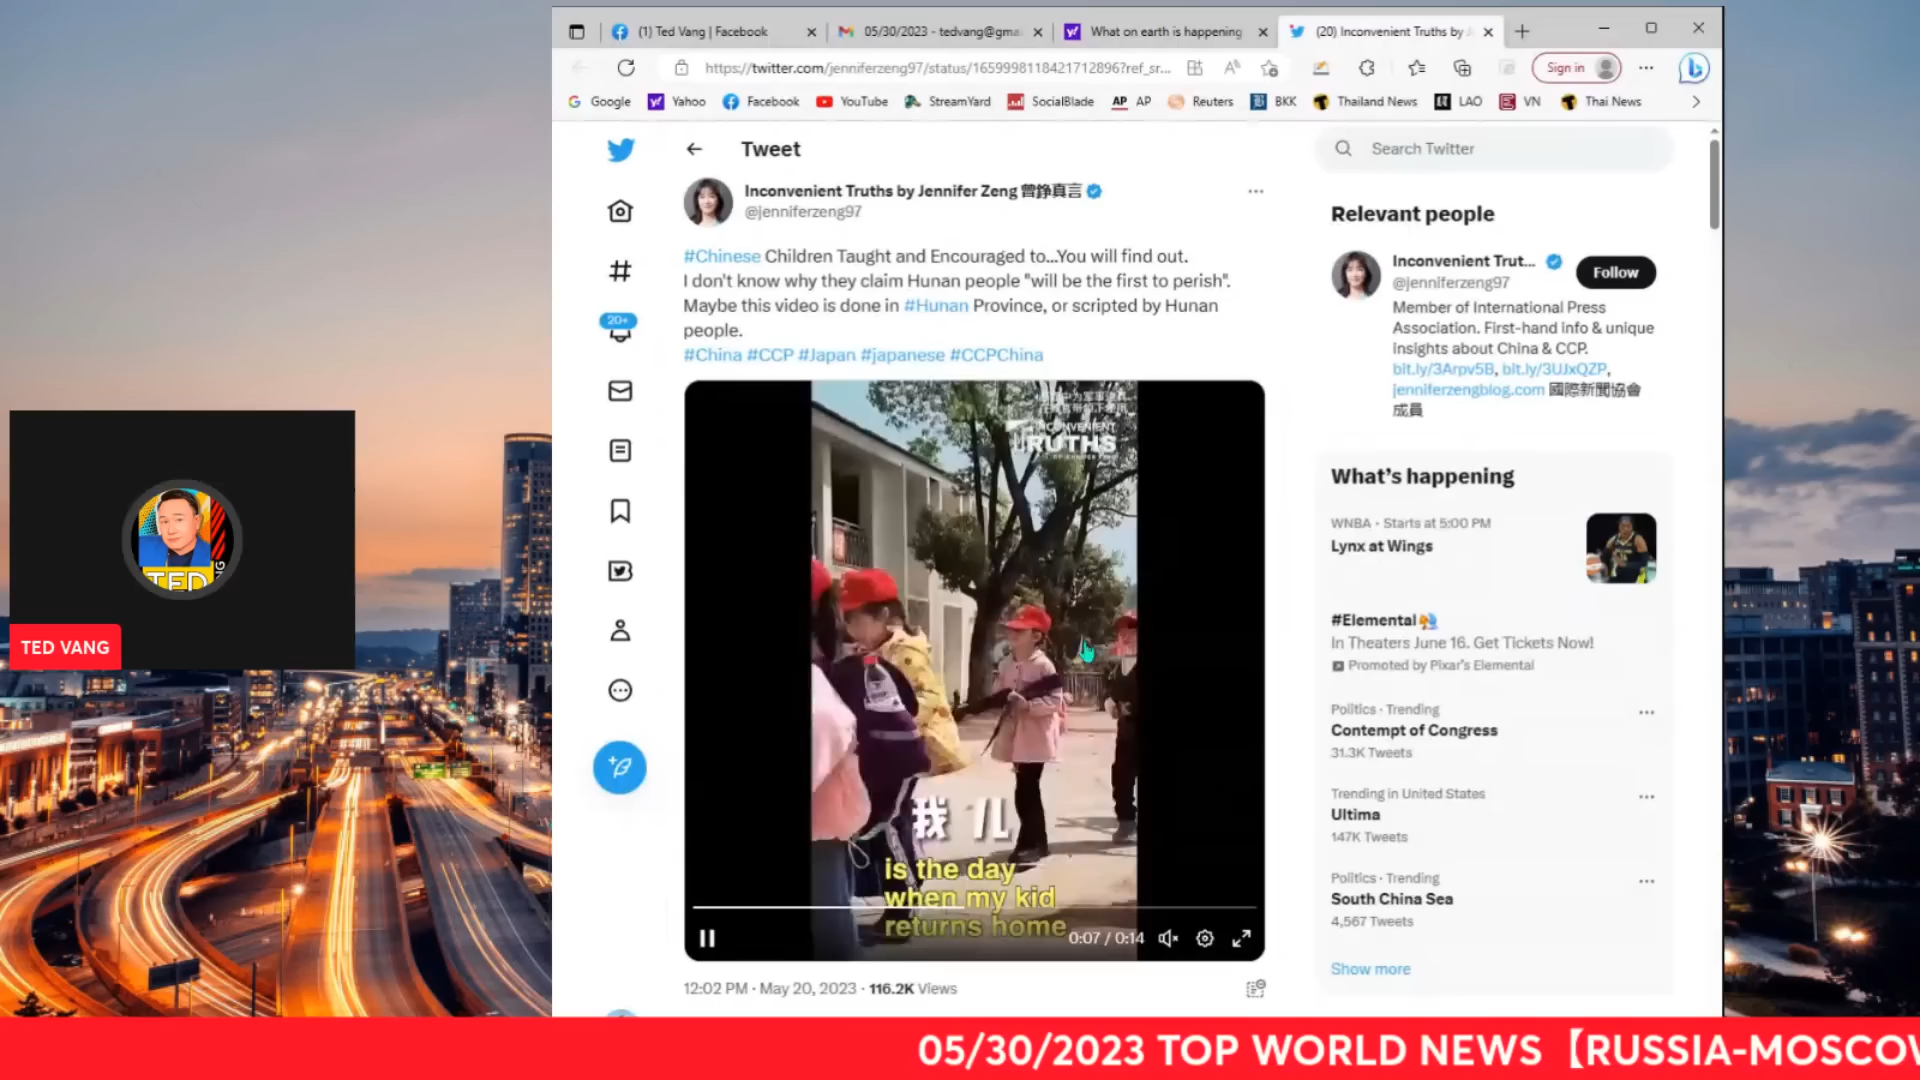 (1) Ted Vang | Facebook
05/30/2023 - tedvang@gma
What on earth is happening
(20) Inconvenient Truths by J
https://twitter.com/jenniferzeng97/status/1659998118421712896?ref_sr...
Sign in
Google
Yahoo
Facebook
YouTube
StreamYard
SocialBlade
AP AP
Reuters
BKK
Thailand News
LAO
VN
Thai News
Tweet
Search Twitter
Inconvenient Truths by Jennifer Zeng 曾錚真言
@jenniferzeng97
#Chinese Children Taught and Encouraged to...You will find out.
I don't know why they claim Hunan people "will be the first to perish".
Maybe this video is done in #Hunan Province, or scripted by Hunan
people.
#China #CCP #Japan #japanese #CCPChina
20+
INCONVENIENT
TRUTHS
我 儿
is the day
when my kid
returns home
0:07 / 0:14
12:02 PM · May 20, 2023 · 116.2K Views
Relevant people
Inconvenient Trut...
@jenniferzeng97
Follow
Member of International Press
Association. First-hand info & unique
insights about China & CCP.
bit.ly/3Arpv5B, bit.ly/3UJxQZP,
jenniferzengblog.com 國際新聞協會
成員
What's happening
WNBA · Starts at 5:00 PM
Lynx at Wings
#Elemental
In Theaters June 16. Get Tickets Now!
Promoted by Pixar's Elemental
Politics · Trending
Contempt of Congress
31.3K Tweets
Trending in United States
Ultima
147K Tweets
Politics · Trending
South China Sea
4,567 Tweets
Show more
TED
TED VANG
05/30/2023 TOP WORLD NEWS【RUSSIA-MOSCOW